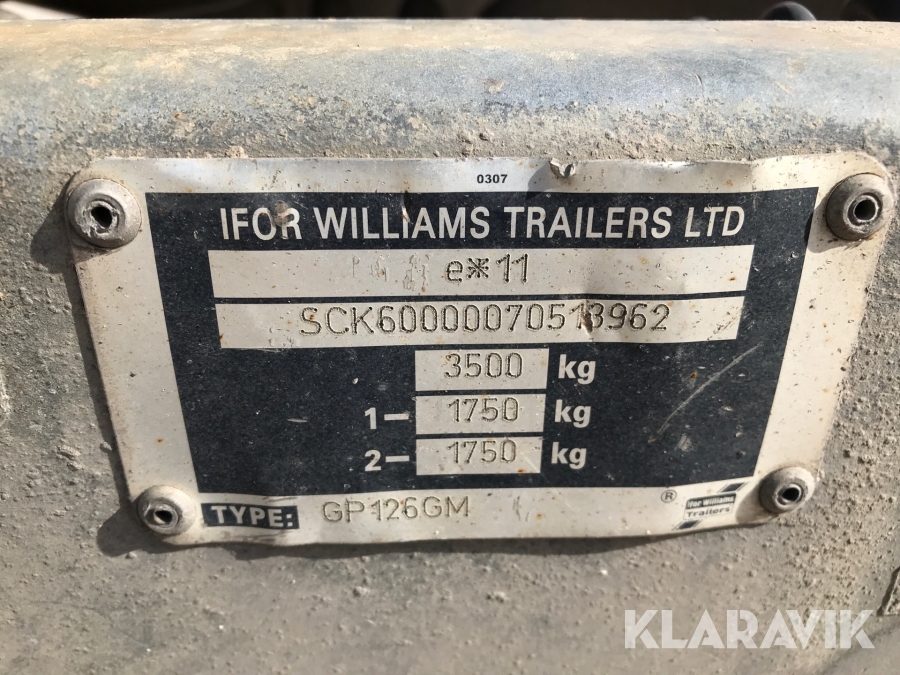 0307
IFOR WILLIAMS TRAILERS LTD
e*11
SCK60000070513962
3500 kg
1- 1750 kg
2- 1750 kg
TYPE: GP126GM
®
Ifor Williams
Trailers
KLARAVIK